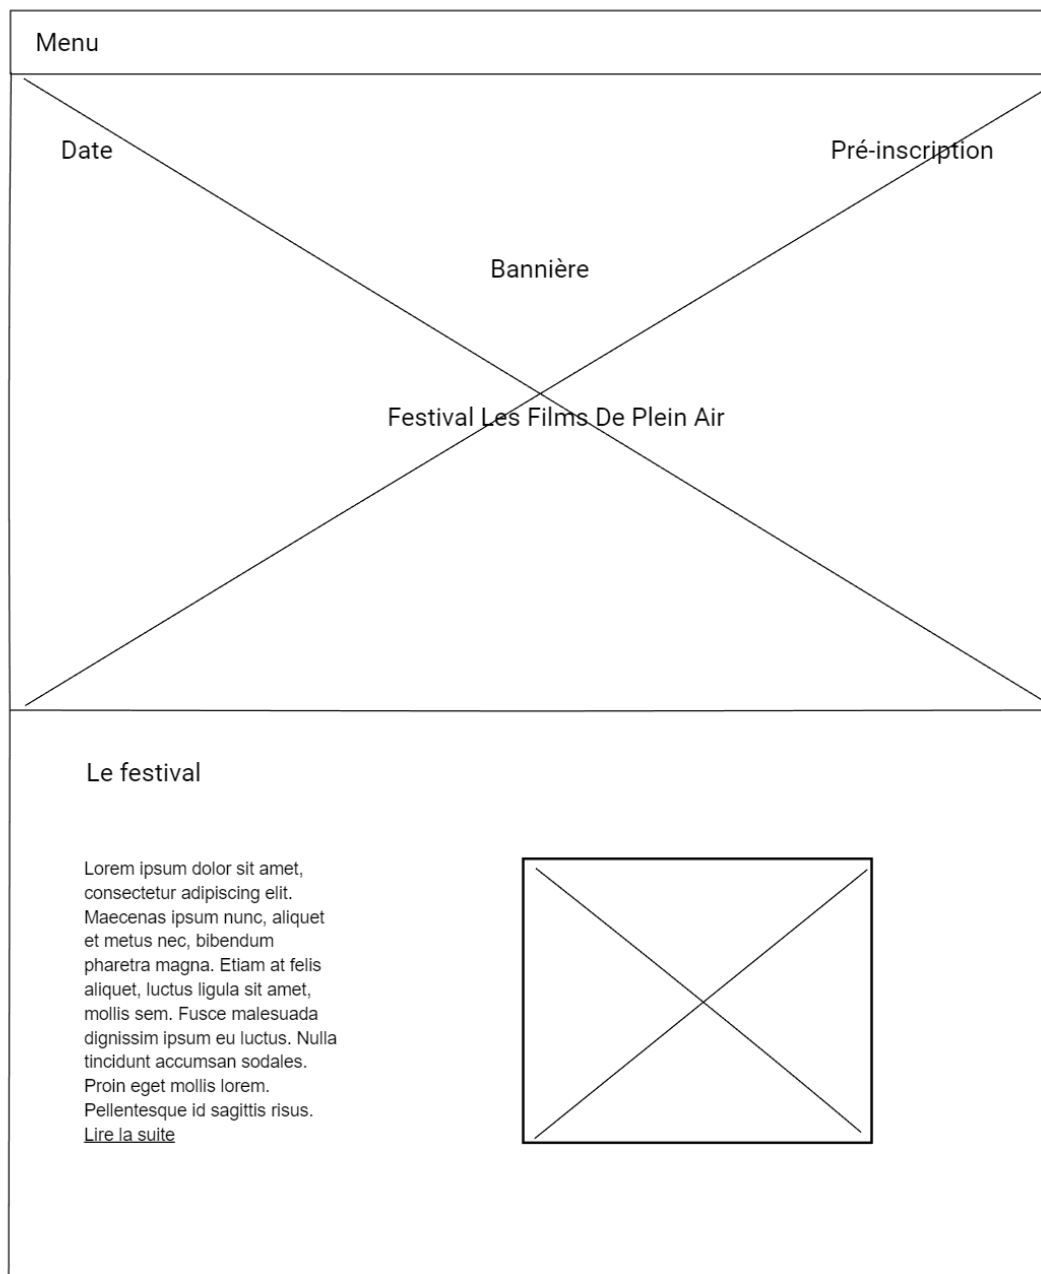 Menu
Date
Pré-inscription
Bannière
Festival Les Films De Plein Air
Le festival
Lorem ipsum dolor sit amet,
consectetur adipiscing elit.
Maecenas ipsum nunc, aliquet
et metus nec, bibendum
pharetra magna. Etiam at felis
aliquet, luctus ligula sit amet,
mollis sem. Fusce malesuada
dignissim ipsum eu luctus. Nulla
tincidunt accumsan sodales.
Proin eget mollis lorem.
Pellentesque id sagittis risus.
Lire la suite